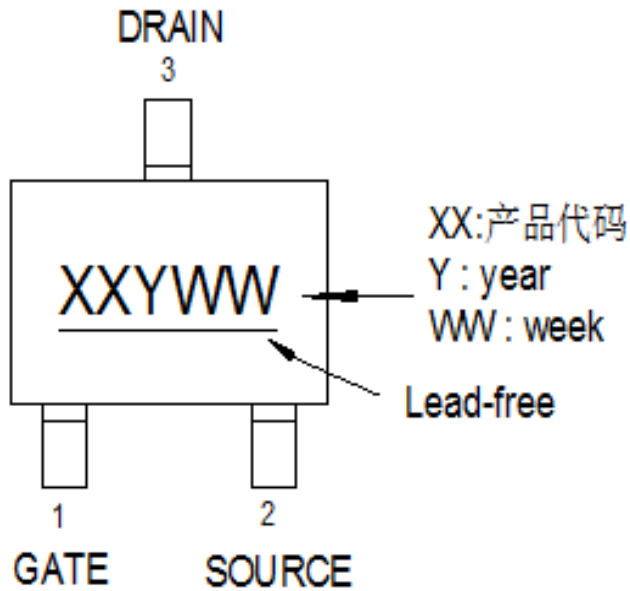 DRAIN
3
XXYWW
XX:产品代码
Y : year
WW : week
Lead-free
1
2
GATE
SOURCE